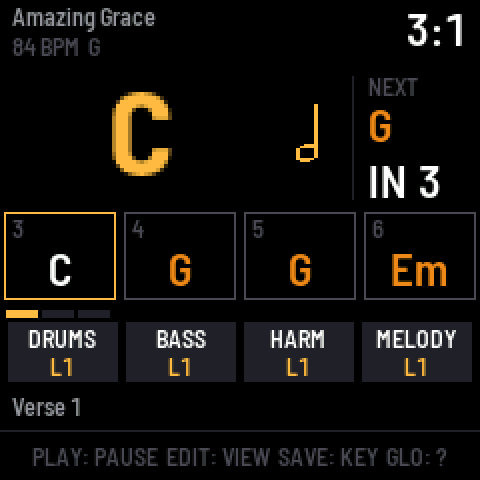 Amazing Grace
84 BPM G
3:1
C
NEXT
G
IN 3
3 C
4 G
5 G
6 Em
DRUMS L1
BASS L1
HARM L1
MELODY L1
Verse 1
PLAY: PAUSE EDIT: VIEW SAVE: KEY GLO: ?